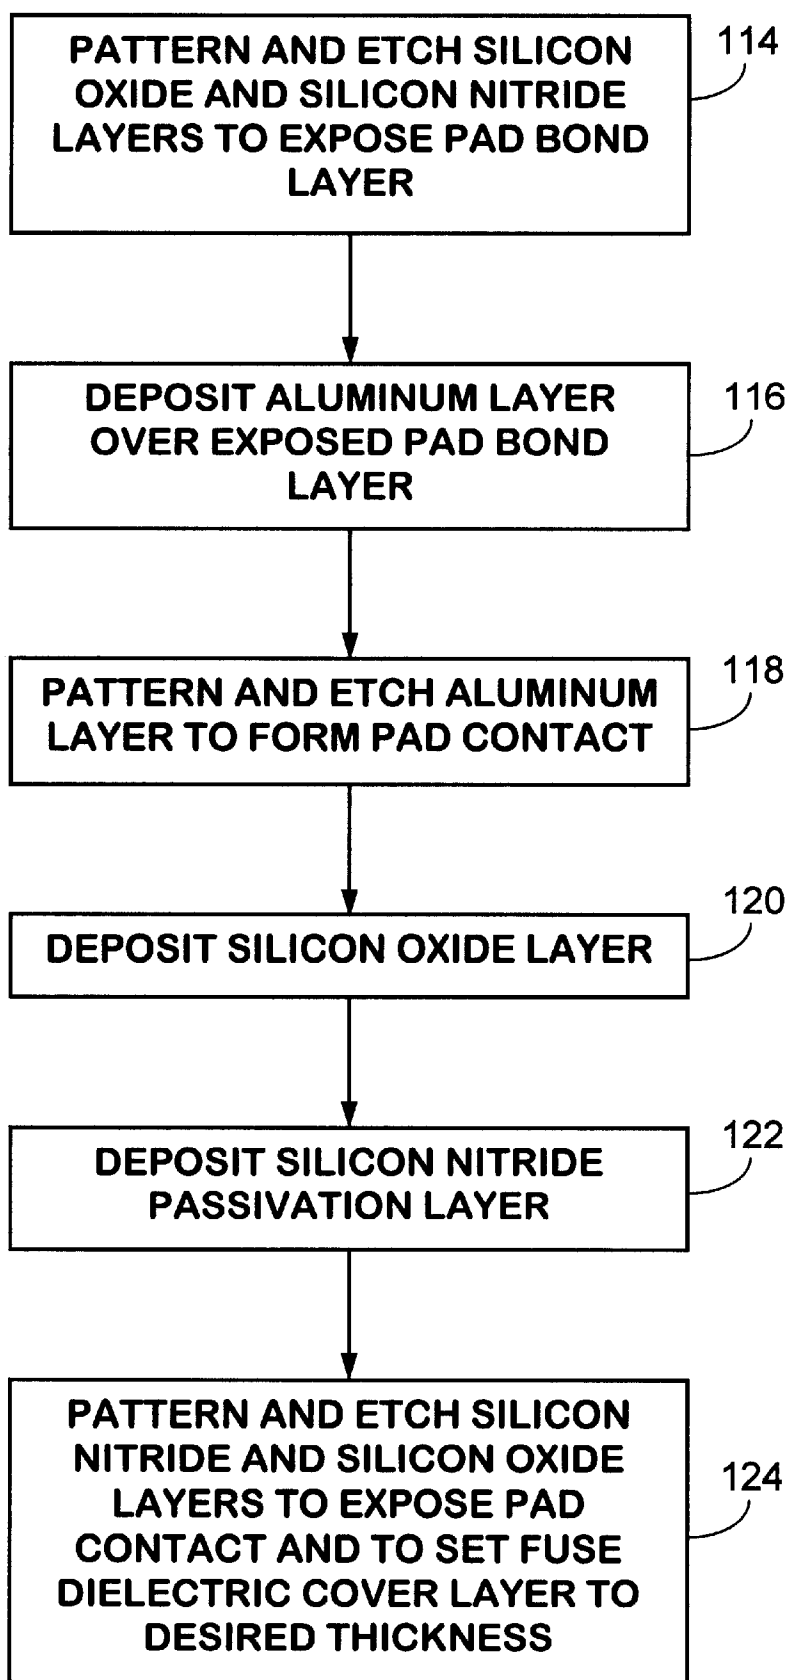 PATTERN AND ETCH SILICON
OXIDE AND SILICON NITRIDE
LAYERS TO EXPOSE PAD BOND
LAYER
114
DEPOSIT ALUMINUM LAYER
OVER EXPOSED PAD BOND
LAYER
116
PATTERN AND ETCH ALUMINUM
LAYER TO FORM PAD CONTACT
118
DEPOSIT SILICON OXIDE LAYER
120
DEPOSIT SILICON NITRIDE
PASSIVATION LAYER
122
PATTERN AND ETCH SILICON
NITRIDE AND SILICON OXIDE
LAYERS TO EXPOSE PAD
CONTACT AND TO SET FUSE
DIELECTRIC COVER LAYER TO
DESIRED THICKNESS
124